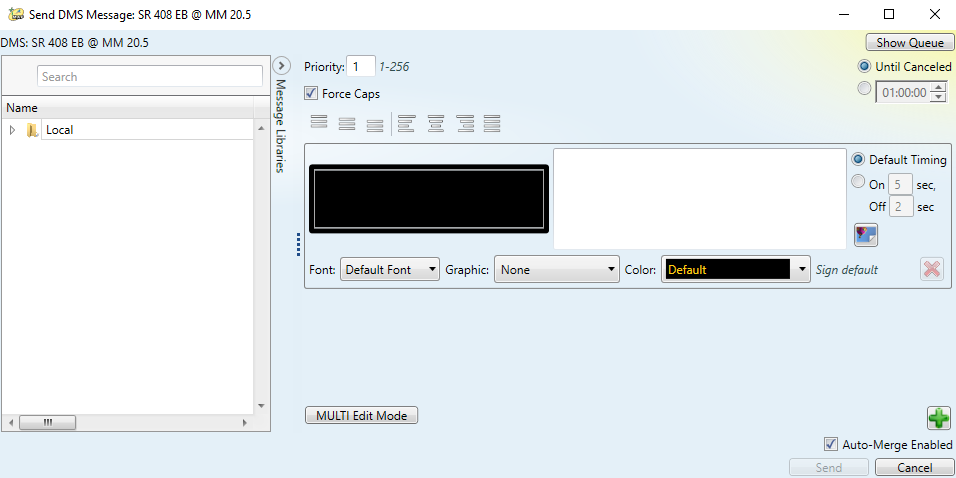 Send DMS Message: SR 408 EB @ MM 20.5
DMS: SR 408 EB @ MM 20.5
Show Queue
Search
Name
Local
Message Libraries
Priority: 1 1-256
Until Canceled
01:00:00
Force Caps
Default Timing
On 5 sec,
Off 2 sec
Font: Default Font Graphic: None Color: Default Sign default
MULTI Edit Mode
Auto-Merge Enabled
Send Cancel